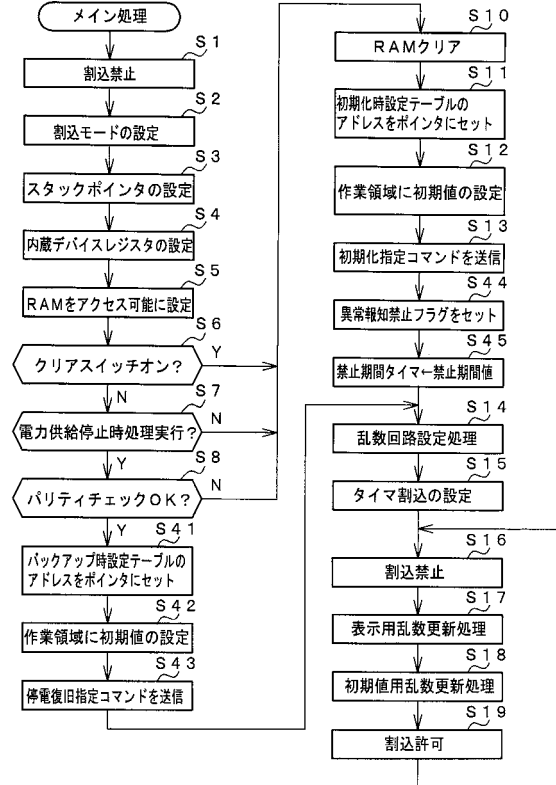 メイン処理
S1
割込禁止
S2
割込モードの設定
S3
スタックポインタの設定
S4
内蔵デバイスレジスタの設定
S5
RAMをアクセス可能に設定
S6
クリアスイッチオン?
Y
N
S7
電力供給停止時処理実行?
N
Y
S8
パリティチェックOK?
N
Y
S41
バックアップ時設定テーブルの
アドレスをポインタにセット
S42
作業領域に初期値の設定
S43
停電復旧指定コマンドを送信
S10
RAMクリア
S11
初期化時設定テーブルの
アドレスをポインタにセット
S12
作業領域に初期値の設定
S13
初期化指定コマンドを送信
S44
異常報知禁止フラグをセット
S45
禁止期間タイマ←禁止期間値
S14
乱数回路設定処理
S15
タイマ割込の設定
S16
割込禁止
S17
表示用乱数更新処理
S18
初期値用乱数更新処理
S19
割込許可